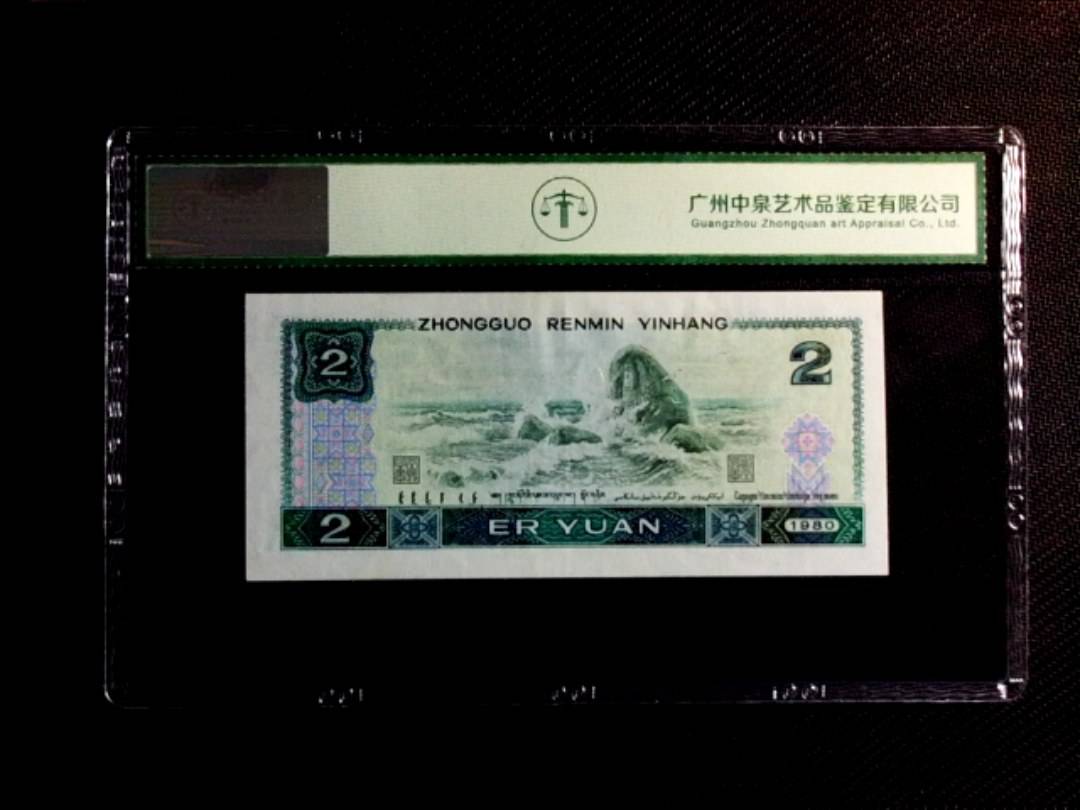 广州中泉艺术品鉴定有限公司
Guangzhou Zhongquan art Appraisal Co., Ltd.
ZHONGGUO RENMIN YINHANG
2
2
2
ER YUAN
1980